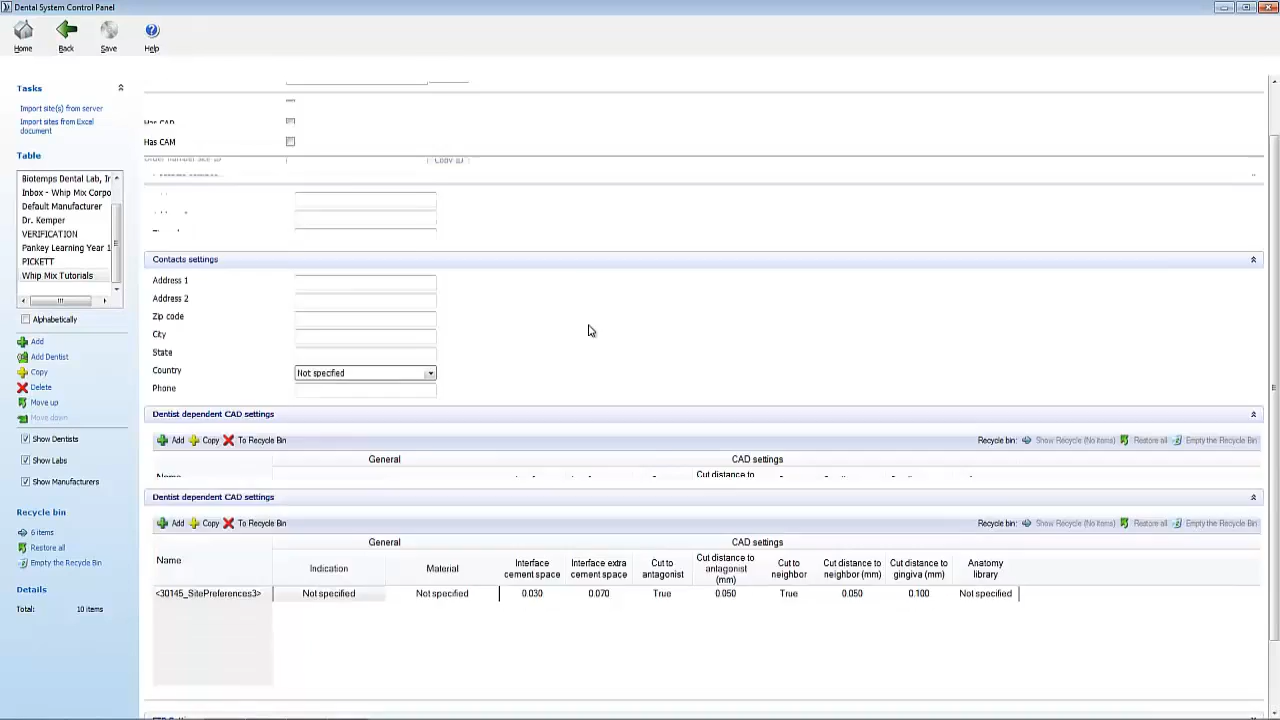 Dental System Control Panel
Home Back Save Help
Tasks
Import site(s) from server
Import sites from Excel
document
Table
Biotemps Dental Lab, Ir
Inbox - Whip Mix Corpo
Default Manufacturer
Dr. Kemper
VERIFICATION
Pankey Learning Year 1
PICKETT
Whip Mix Tutorials
Alphabetically
Add
Add Dentist
Copy
Delete
Move up
Move down
Show Dentists
Show Labs
Show Manufacturers
Recycle bin
6 items
Restore all
Empty the Recycle Bin
Details
Total: 10 items
Has CAD
Has CAM
Copy ID
Contacts settings
Address 1
Address 2
Zip code
City
State
Country Not specified
Phone
Dentist dependent CAD settings
Add Copy To Recycle Bin Recycle bin: Show Recycle (No items) Restore all Empty the Recycle Bin
General CAD settings
Name Cut distance to
Dentist dependent CAD settings
Add Copy To Recycle Bin Recycle bin: Show Recycle (No items) Restore all Empty the Recycle Bin
General CAD settings
Name Indication Material Interface cement space Interface extra cement space Cut to antagonist Cut distance to antagonist (mm) Cut to neighbor Cut distance to neighbor (mm) Cut distance to gingiva (mm) Anatomy library
<30145_SitePreferences3> Not specified Not specified 0.030 0.070 True 0.050 True 0.050 0.100 Not specified